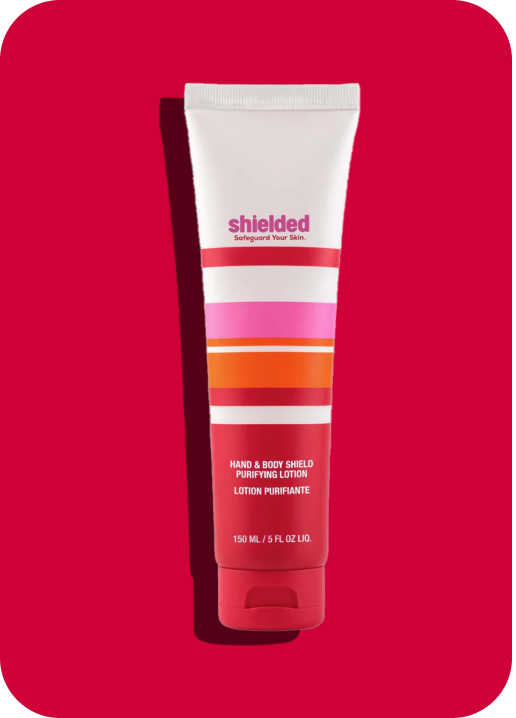 shielded
Safeguard Your Skin.
HAND & BODY SHIELD
PURIFYING LOTION
LOTION PURIFIANTE
150 ML / 5 FL OZ LIQ.